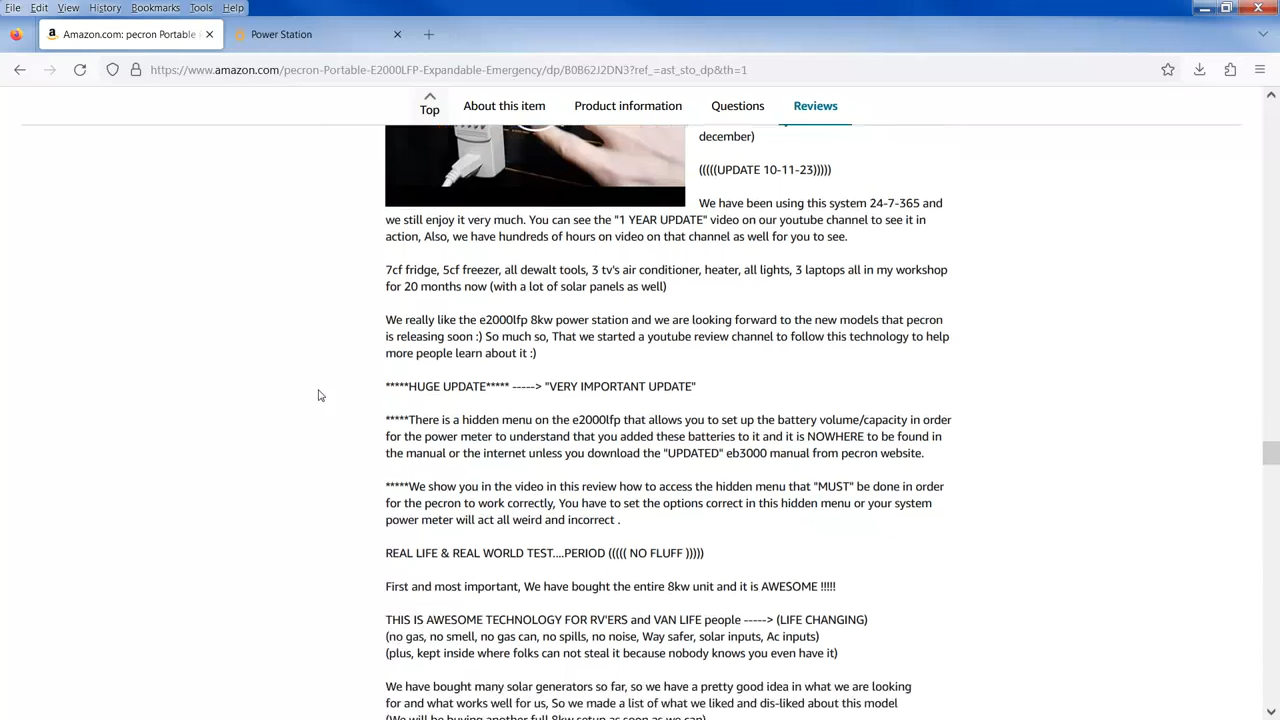 File Edit View History Bookmarks Tools Help
Amazon.com: pecron Portable
Power Station
https://www.amazon.com/pecron-Portable-E2000LFP-Expandable-Emergency/dp/B0B62J2DN3?ref_=ast_sto_dp&th=1
Top About this item Product information Questions Reviews
december)
(((((UPDATE 10-11-23)))))
We have been using this system 24-7-365 and
we still enjoy it very much. You can see the "1 YEAR UPDATE" video on our youtube channel to see it in
action, Also, we have hundreds of hours on video on that channel as well for you to see.
7cf fridge, 5cf freezer, all dewalt tools, 3 tv's air conditioner, heater, all lights, 3 laptops all in my workshop
for 20 months now (with a lot of solar panels as well)
We really like the e2000lfp 8kw power station and we are looking forward to the new models that pecron
is releasing soon :) So much so, That we started a youtube review channel to follow this technology to help
more people learn about it :)
*****HUGE UPDATE***** -----> "VERY IMPORTANT UPDATE"
*****There is a hidden menu on the e2000lfp that allows you to set up the battery volume/capacity in order
for the power meter to understand that you added these batteries to it and it is NOWHERE to be found in
the manual or the internet unless you download the "UPDATED" eb3000 manual from pecron website.
*****We show you in the video in this review how to access the hidden menu that "MUST" be done in order
for the pecron to work correctly, You have to set the options correct in this hidden menu or your system
power meter will act all weird and incorrect .
REAL LIFE & REAL WORLD TEST....PERIOD ((((( NO FLUFF )))))
First and most important, We have bought the entire 8kw unit and it is AWESOME !!!!!
THIS IS AWESOME TECHNOLOGY FOR RV'ERS and VAN LIFE people -----> (LIFE CHANGING)
(no gas, no smell, no gas can, no spills, no noise, Way safer, solar inputs, Ac inputs)
(plus, kept inside where folks can not steal it because nobody knows you even have it)
We have bought many solar generators so far, so we have a pretty good idea in what we are looking
for and what works well for us, So we made a list of what we liked and dis-liked about this model
(We will be buying another full 8kw setup as soon as we can)